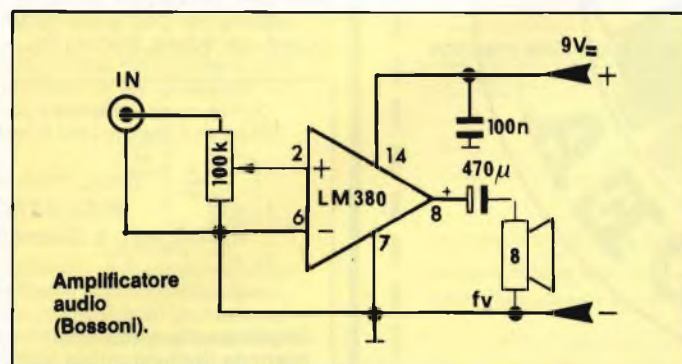 9V=
IN
+
100n
100k
2
+
14
470µ
+
LM380
8
6
−
7
8
Amplificatore
audio
(Bossoni).
fv
−